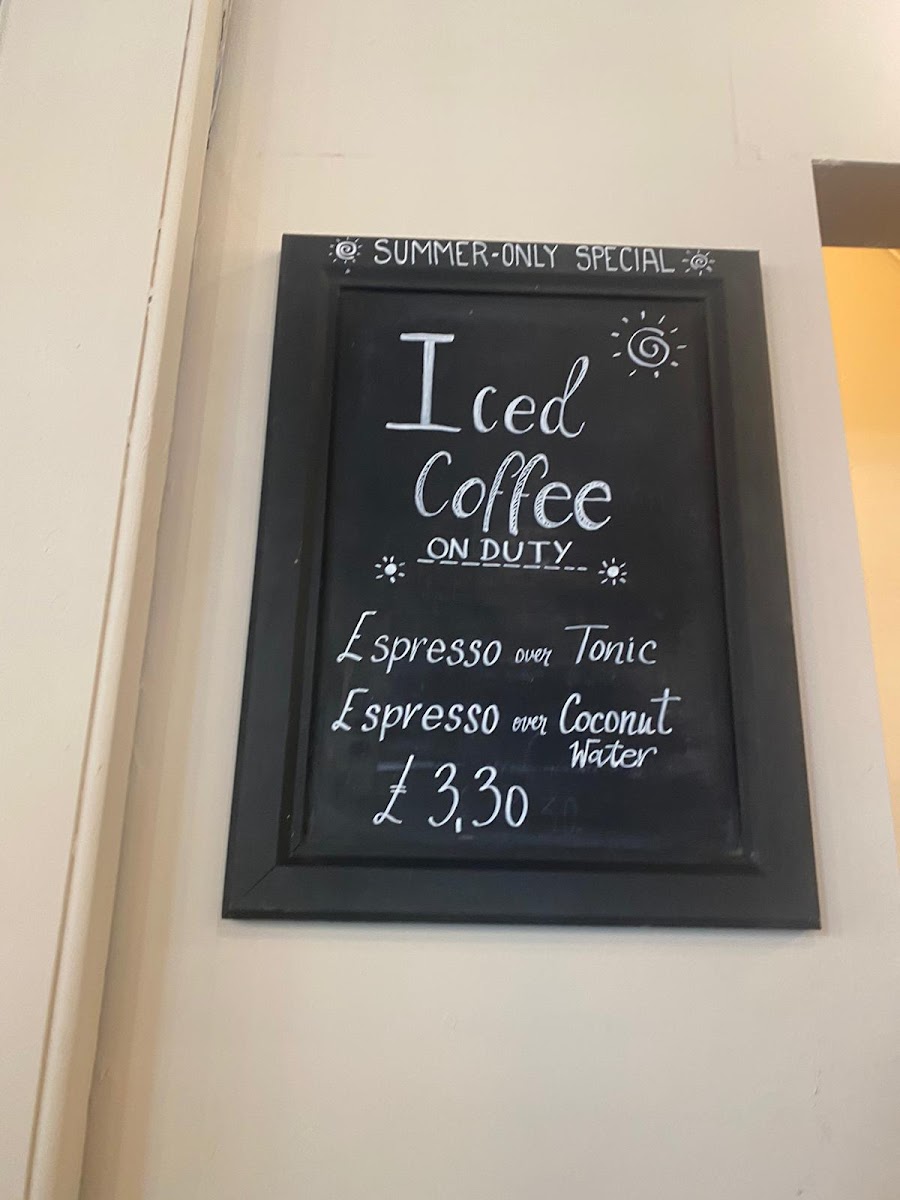 SUMMER-ONLY SPECIAL
Iced
Coffee
ON DUTY
Espresso over Tonic
Espresso over Coconut
Water
£3,30